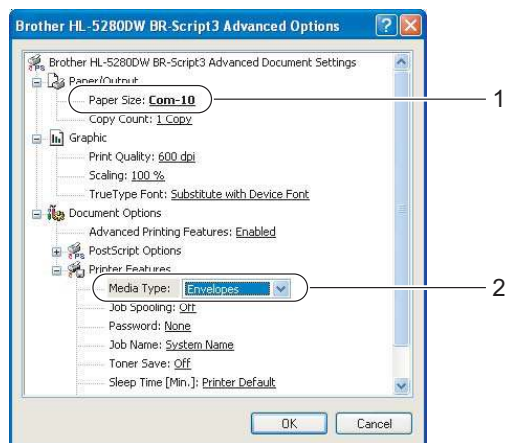 Brother HL-5280DW BR-Script3 Advanced Options
Brother HL-5280DW BR-Script3 Advanced Document Settings
Paper/Output
Paper Size: Com-10
1
Copy Count: 1 Copy
Graphic
Print Quality: 600 dpi
Scaling: 100 %
TrueType Font: Substitute with Device Font
Document Options
Advanced Printing Features: Enabled
PostScript Options
Printer Features
Media Type: Envelopes
2
Job Spooling: Off
Password: None
Job Name: System Name
Toner Save: Off
Sleep Time [Min.]: Printer Default
OK Cancel